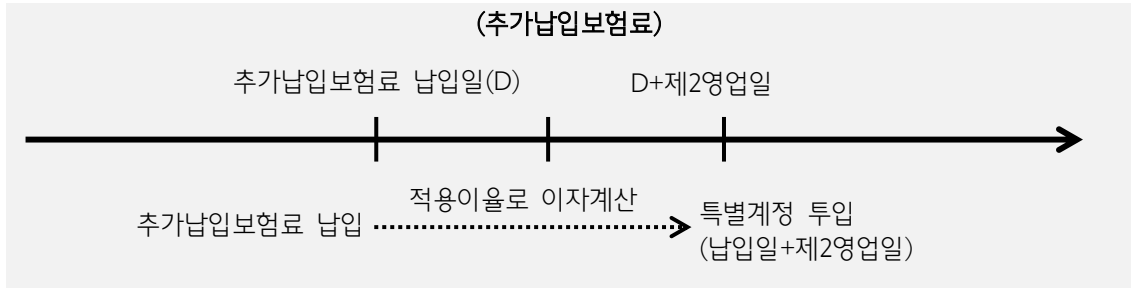 (추가납입보험료)
추가납입보험료 납입일(D)
D+제2영업일
적용이율로 이자계산
추가납입보험료 납입
특별계정 투입
(납입일+제2영업일)